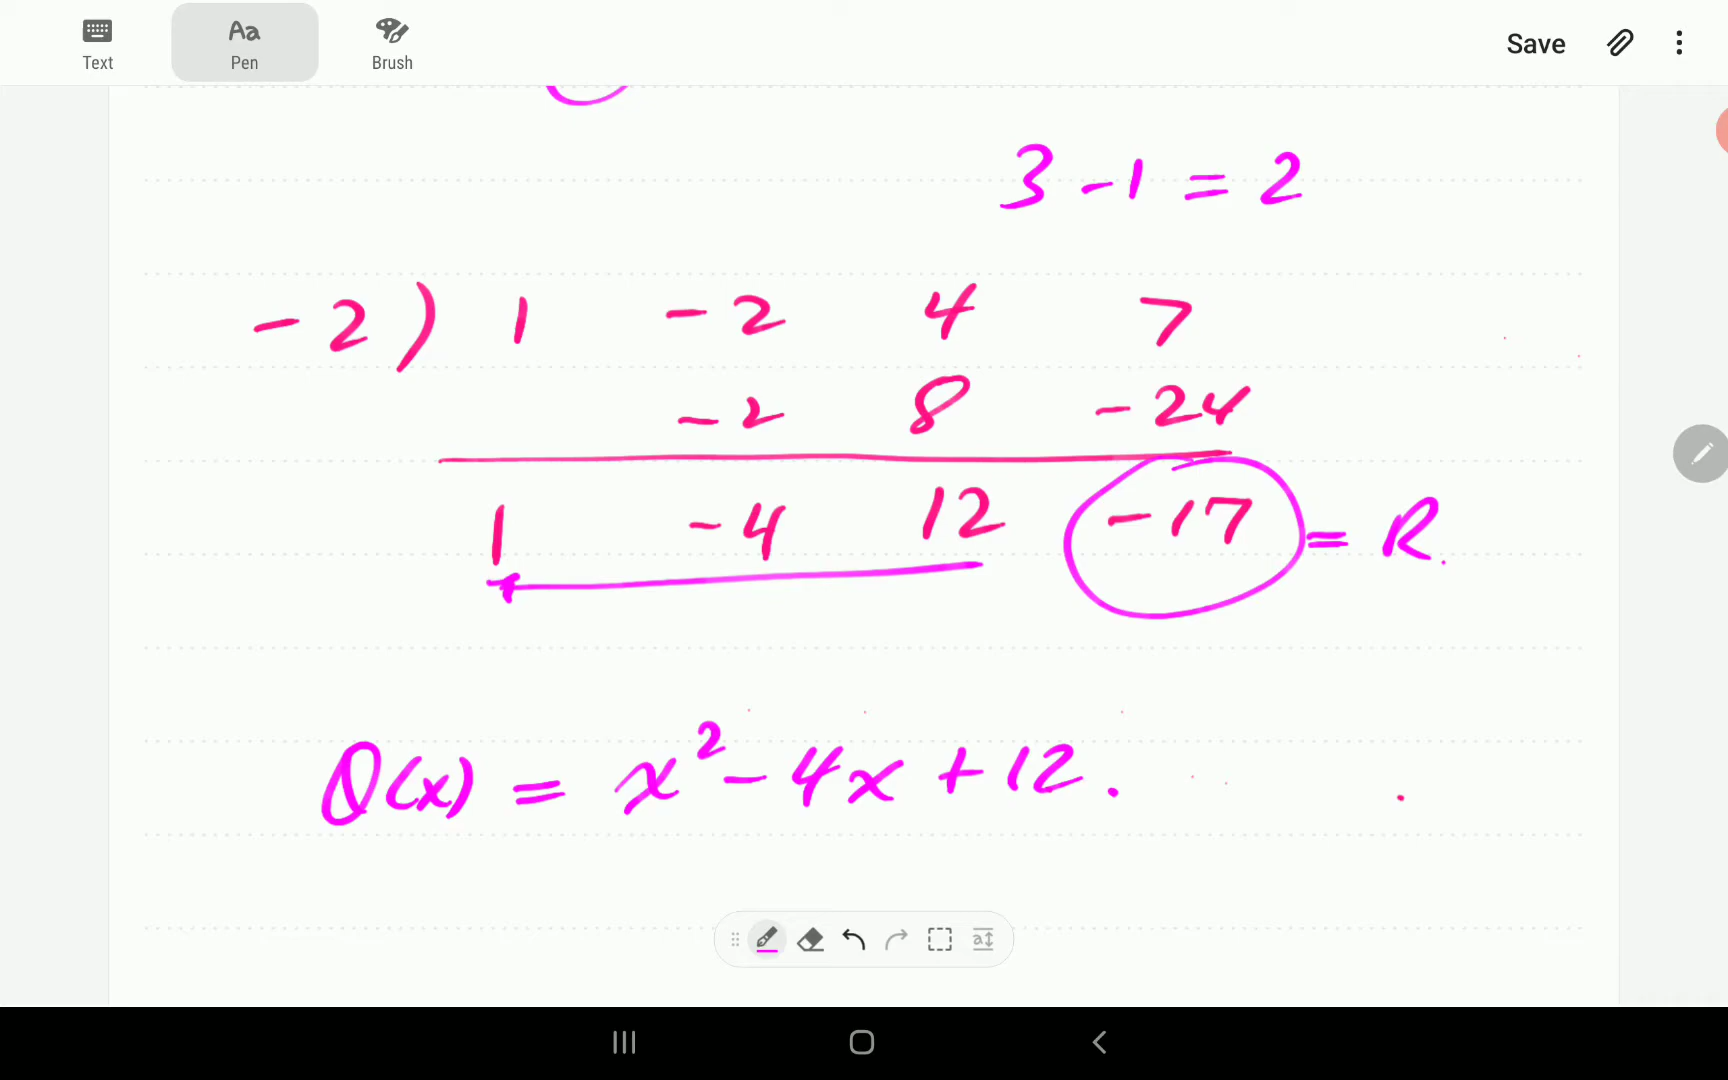 Text Pen Brush Save
3 - 1 = 2
-2 ) 1 -2 4 7
-2 8 -24
1 -4 12 -17 = R.
Q(x) = x² - 4x + 12.